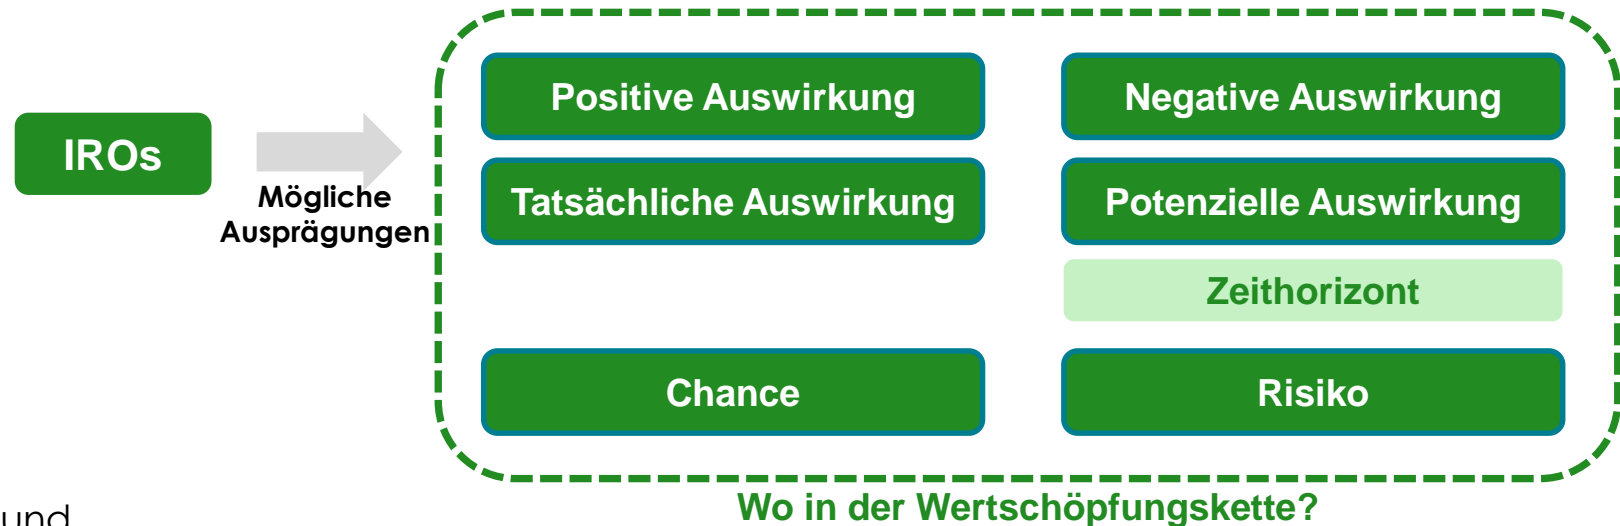 IROs
Mögliche
Ausprägungen
Positive Auswirkung
Negative Auswirkung
Tatsächliche Auswirkung
Potenzielle Auswirkung
Zeithorizont
Chance
Risiko
Wo in der Wertschöpfungskette?
und